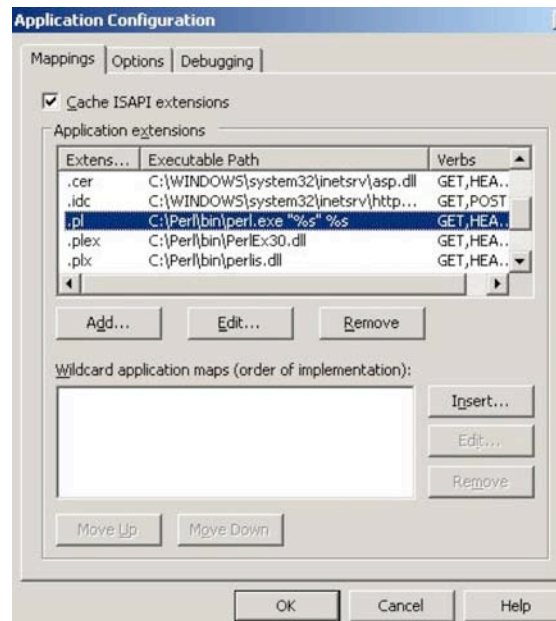 Application Configuration
Mappings Options Debugging
Cache ISAPI extensions
Application extensions
Extens... Executable Path Verbs
.cer C:\WINDOWS\system32\inetsrv\asp.dll GET,HEA..
.idc C:\WINDOWS\system32\inetsrv\http... GET,POST
.pl C:\Perl\bin\perl.exe "%s" %s GET,HEA..
.plex C:\Perl\bin\PerlEx30.dll GET,HEA..
.plx C:\Perl\bin\perlis.dll GET,HEA..
Add... Edit... Remove
Wildcard application maps (order of implementation):
Insert...
Edit...
Remove
Move Up Move Down
OK Cancel Help